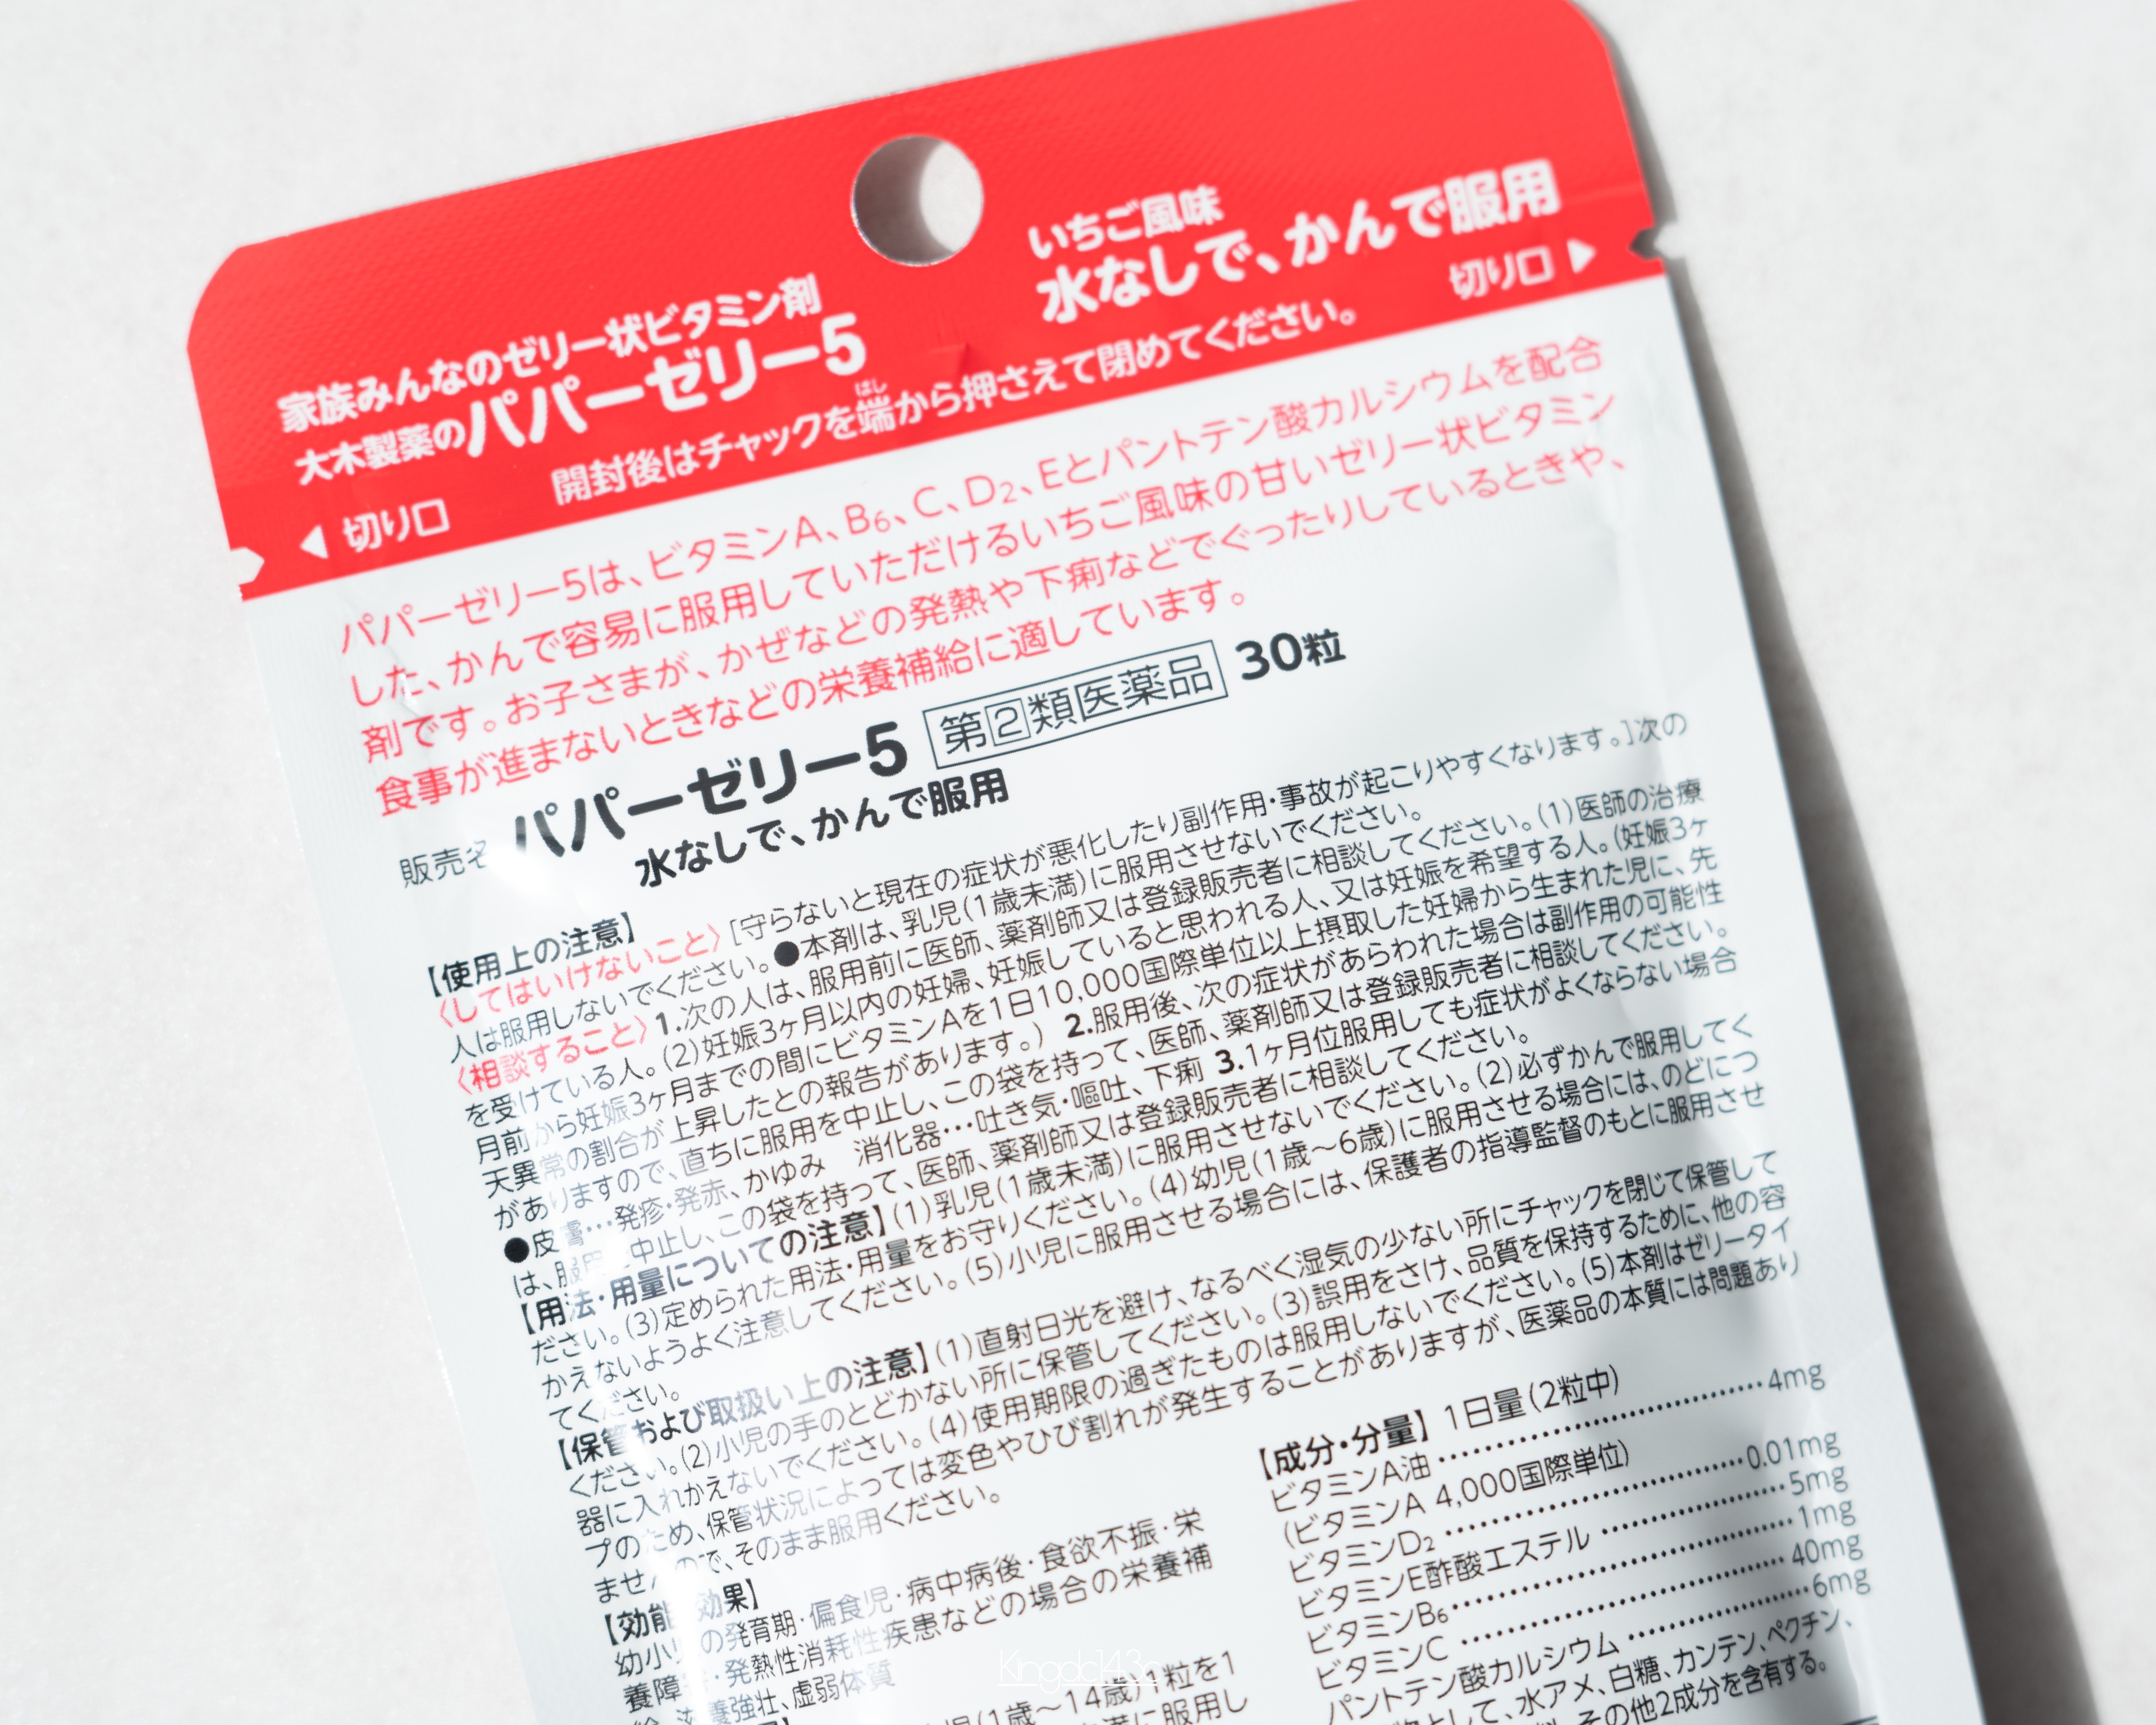 家族みんなのゼリー状ビタミン剤
大木製薬のパパーゼリー5
いちご風味
水なしで、かんで服用
開封後はチャックを端から押さえて閉めてください。
はし
◀ 切り口
切り口 ▶
パパーゼリー5は、ビタミンA、B₆、C、D₂、Eとパントテン酸カルシウムを配合
した、かんで容易に服用していただけるいちご風味の甘いゼリー状ビタミン
剤です。お子さまが、かぜなどの発熱や下痢などでぐったりしているときや、
食事が進まないときなどの栄養補給に適しています。
販売名 パパーゼリー5 第②類医薬品 30粒
水なしで、かんで服用
【使用上の注意】
〈してはいけないこと〉[守らないと現在の症状が悪化したり副作用・事故が起こりやすくなります。]次の
人は服用しないでください。●本剤は、乳児(1歳未満)に服用させないでください。
〈相談すること〉1.次の人は、服用前に医師、薬剤師又は登録販売者に相談してください。(1)医師の治療
を受けている人。(2)妊娠3ヶ月以内の妊婦、妊娠していると思われる人、又は妊娠を希望する人。(妊娠3ヶ
月前から妊娠3ヶ月までの間にビタミンAを1日10,000国際単位以上摂取した妊婦から生まれた児に、先
天異常の割合が上昇したとの報告があります。) 2.服用後、次の症状があらわれた場合は副作用の可能性
がありますので、直ちに服用を中止し、この袋を持って、医師、薬剤師又は登録販売者に相談してください。
●皮膚…発疹・発赤、かゆみ 消化器…吐き気・嘔吐、下痢 3.1ヶ月位服用しても症状がよくならない場合
は、服用を中止し、この袋を持って、医師、薬剤師又は登録販売者に相談してください。
【用法・用量についての注意】(1)乳児(1歳未満)に服用させないでください。(2)必ずかんで服用してく
ださい。(3)定められた用法・用量をお守りください。(4)幼児(1歳～6歳)に服用させる場合には、のどにつ
かえないようよく注意してください。(5)小児に服用させる場合には、保護者の指導監督のもとに服用させ
てください。
【保管および取扱い上の注意】(1)直射日光を避け、なるべく湿気の少ない所にチャックを閉じて保管して
ください。(2)小児の手のとどかない所に保管してください。(3)誤用をさけ、品質を保持するために、他の容
器に入れかえないでください。(4)使用期限の過ぎたものは服用しないでください。(5)本剤はゼリータイ
プのため、保管状況によっては変色やひび割れが発生することがありますが、医薬品の本質には問題あり
ませんので、そのまま服用ください。
【効能・効果】
幼小児の発育期・偏食児・病中病後・食欲不振・栄
養障害・発熱性消耗性疾患などの場合の栄養補
養強壮、虚弱体質
(1歳～14歳)1粒を1
に服用し
【成分・分量】 1日量(2粒中)
ビタミンA油 4mg
(ビタミンA 4,000国際単位)
ビタミンD₂ 0.01mg
ビタミンE酢酸エステル 5mg
ビタミンB₆ 1mg
ビタミンC 40mg
パントテン酸カルシウム 6mg
として、水アメ、白糖、カンテン、ペクチン、
その他2成分を含有する。
Kingdc143c